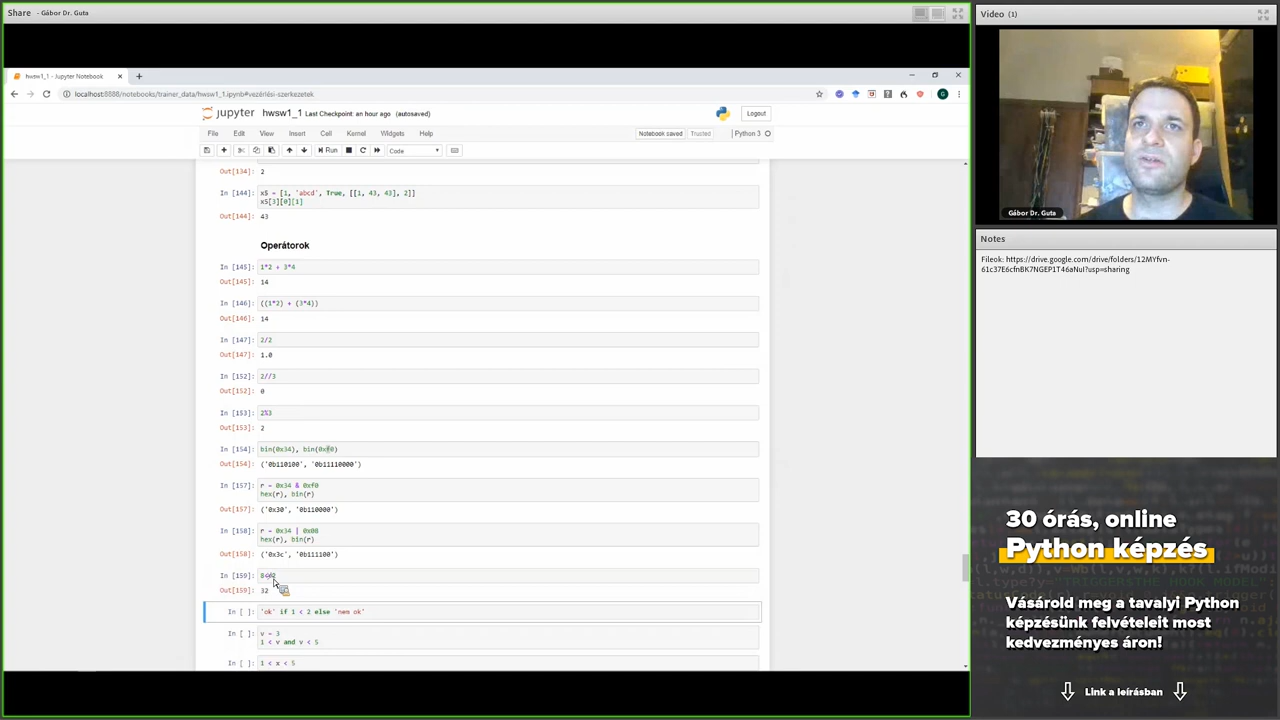 Share - Gábor Dr. Guta
hwsw1_1 - Jupyter Notebook
localhost:8888/notebooks/trainer_data/hwsw1_1.ipynb#vezérlési-szerkezetek
jupyter hwsw1_1 Last Checkpoint: an hour ago (autosaved)
Logout
File Edit View Insert Cell Kernel Widgets Help
Notebook saved Trusted Python 3
Run Code
Out[134]: 2
In [144]: x5 = [1, 'abcd', True, [[1, 43, 43], 2]]
x5[3][0][1]
Out[144]: 43
Operátorok
In [145]: 1*2 + 3*4
Out[145]: 14
In [146]: ((1*2) + (3*4))
Out[146]: 14
In [147]: 2/2
Out[147]: 1.0
In [152]: 2//3
Out[152]: 0
In [153]: 2%3
Out[153]: 2
In [154]: bin(0x34), bin(0xf0)
Out[154]: ('0b110100', '0b11110000')
In [157]: r = 0x34 & 0xf0
hex(r), bin(r)
Out[157]: ('0x30', '0b110000')
In [158]: r = 0x34 | 0x08
hex(r), bin(r)
Out[158]: ('0x3c', '0b111100')
In [159]:
Out[159]: 32
In [ ]: 'ok' if 1 < 2 else 'nem ok'
In [ ]: v = 3
1 < v and v < 5
In [ ]: 1 < x < 5
Video (1)
Gábor Dr. Guta
Notes
Fileok: https://drive.google.com/drive/folders/12MYfvn-
61c37E6cfnBK7NGEP1T46aNuI?usp=sharing
30 órás, online
Python képzés
Vásárold meg a tavalyi Python
képzésünk felvételeit most
kedvezményes áron!
Link a leírásban